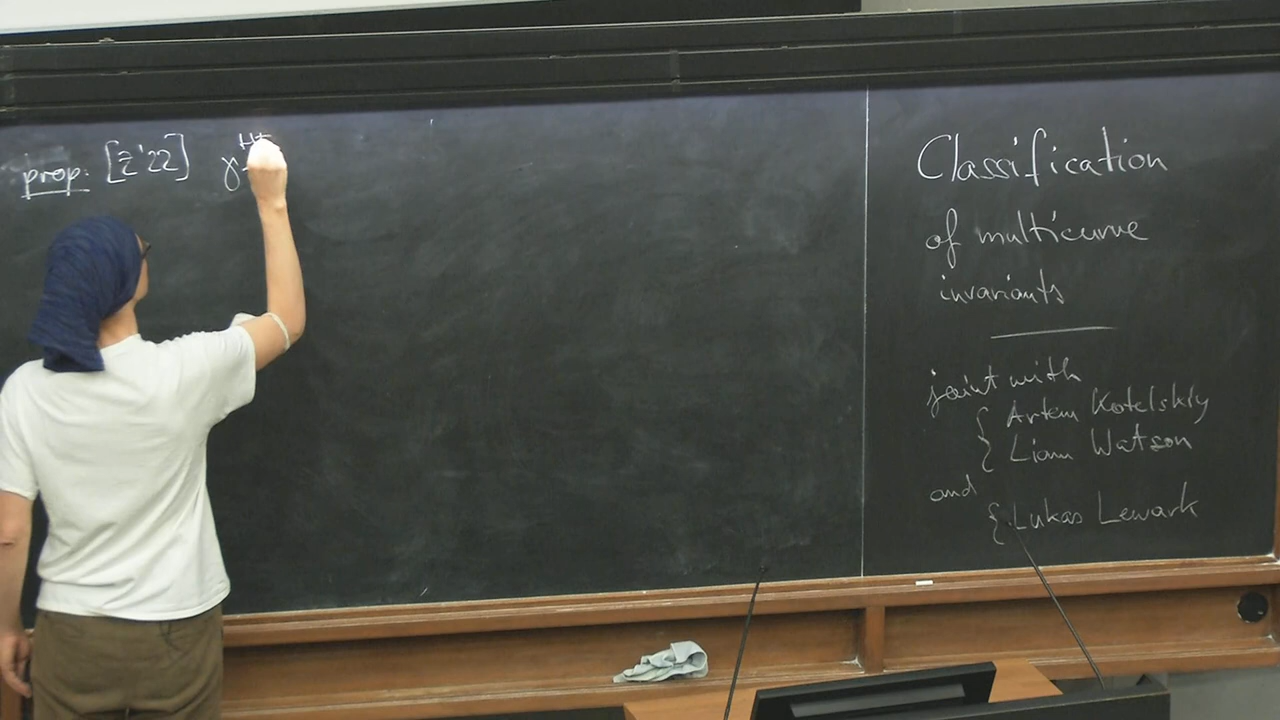 prop. [Z'22] γ
Classification
of multicurve
invariants
joint with
{ Artem Kotelskiy
{ Liam Watson
and
{ Lukas Lewark